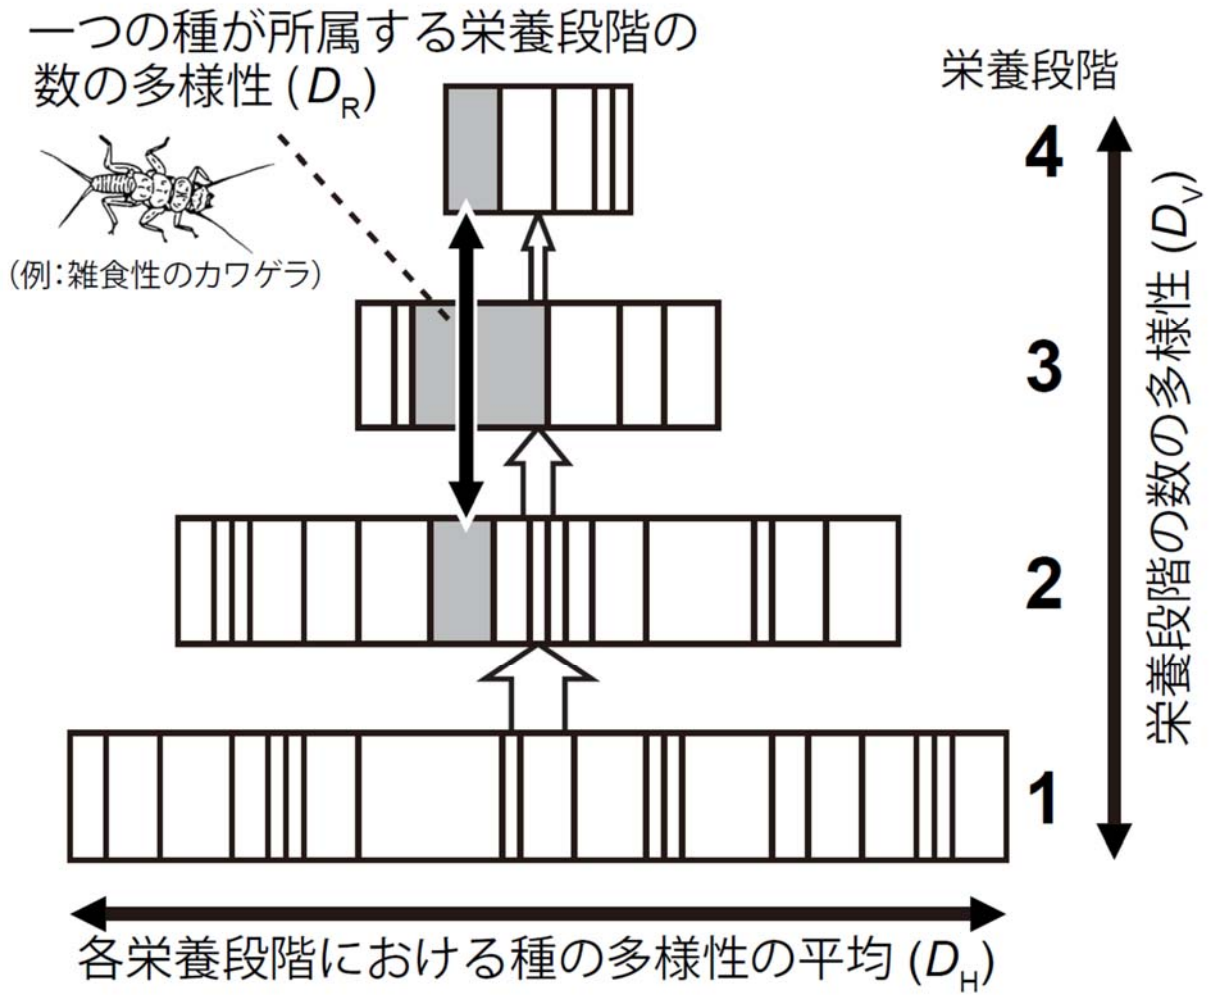 一つの種が所属する栄養段階の
数の多様性 (DR)
(例：雑食性のカワゲラ)
栄養段階
4
3
2
1
栄養段階の数の多様性 (DV)
各栄養段階における種の多様性の平均 (DH)